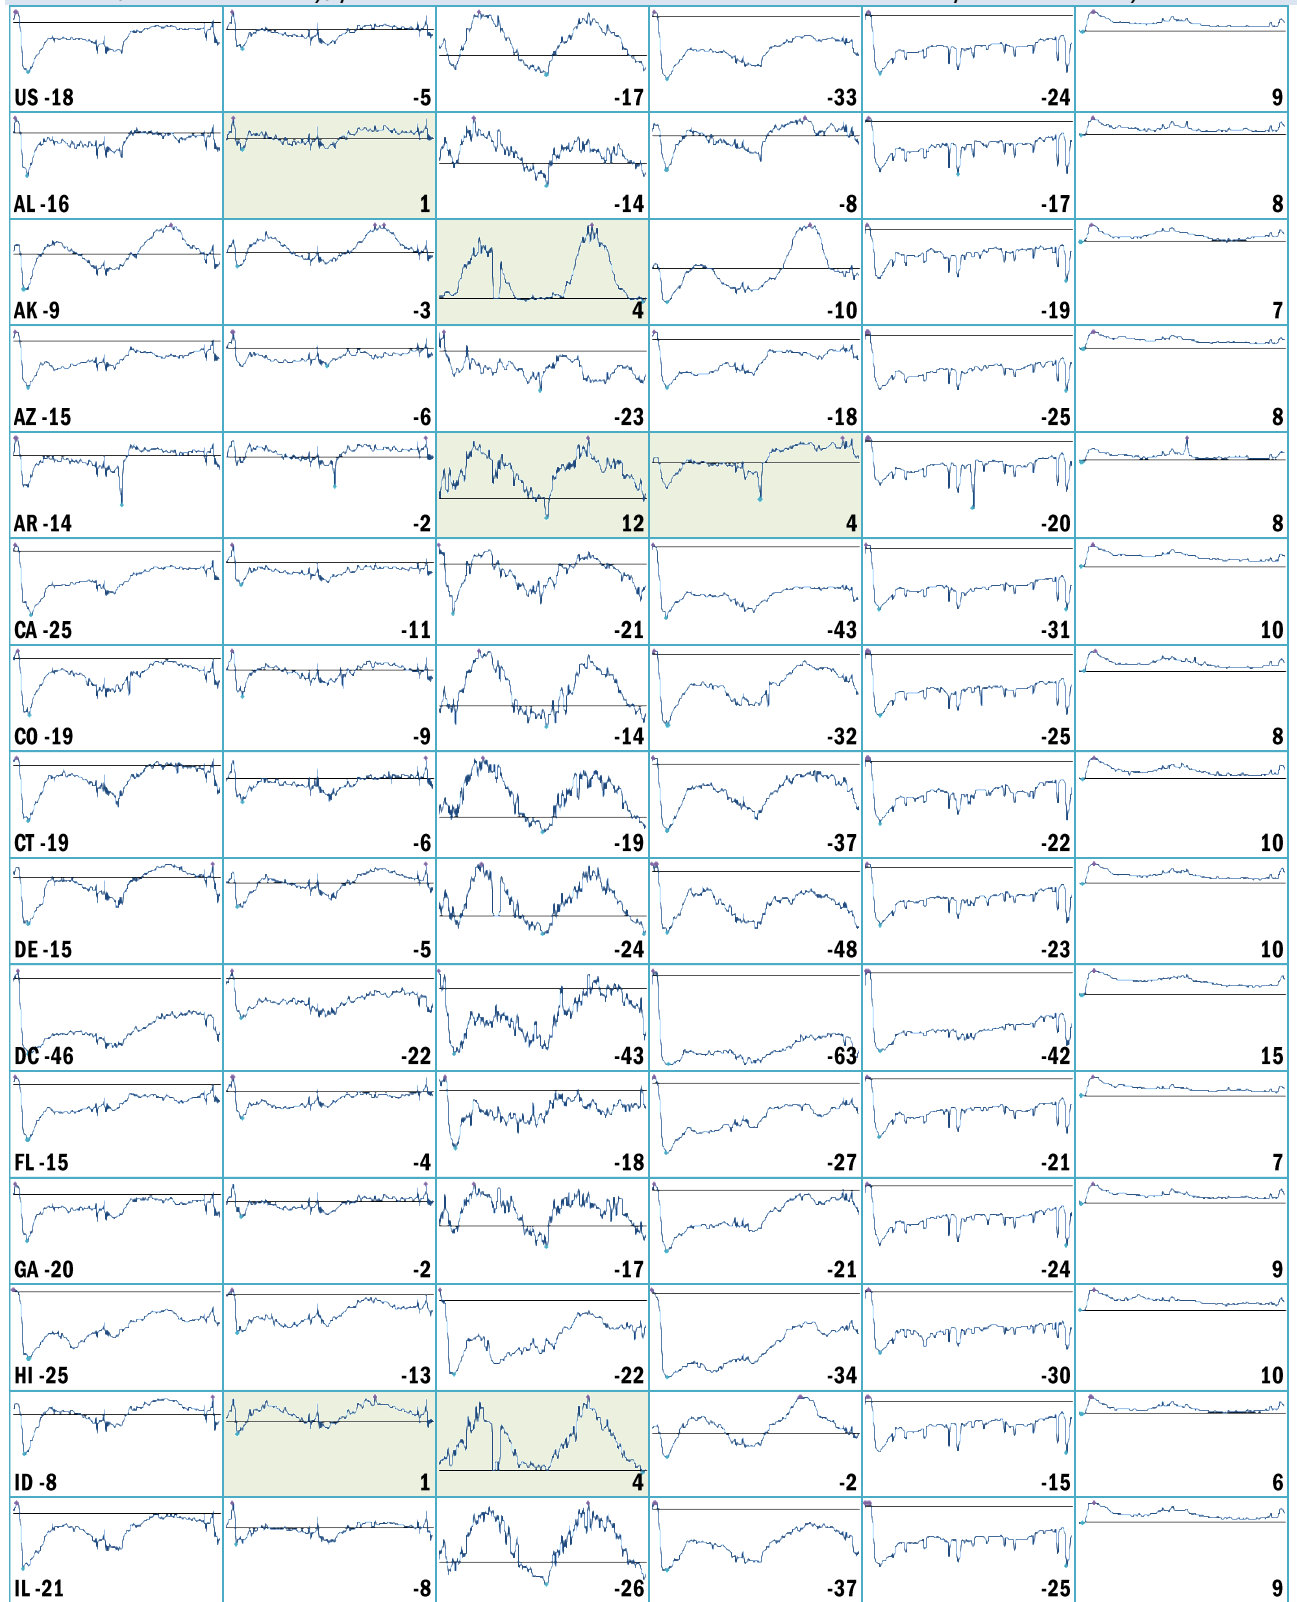 US -18 -5 -17 -33 -24 9
AL -16 1 -14 -8 -17 8
AK -9 -3 4 -10 -19 7
AZ -15 -6 -23 -18 -25 8
AR -14 -2 12 4 -20 8
CA -25 -11 -21 -43 -31 10
CO -19 -9 -14 -32 -25 8
CT -19 -6 -19 -37 -22 10
DE -15 -5 -24 -48 -23 10
DC -46 -22 -43 -63 -42 15
FL -15 -4 -18 -27 -21 7
GA -20 -2 -17 -21 -24 9
HI -25 -13 -22 -34 -30 10
ID -8 1 4 -2 -15 6
IL -21 -8 -26 -37 -25 9